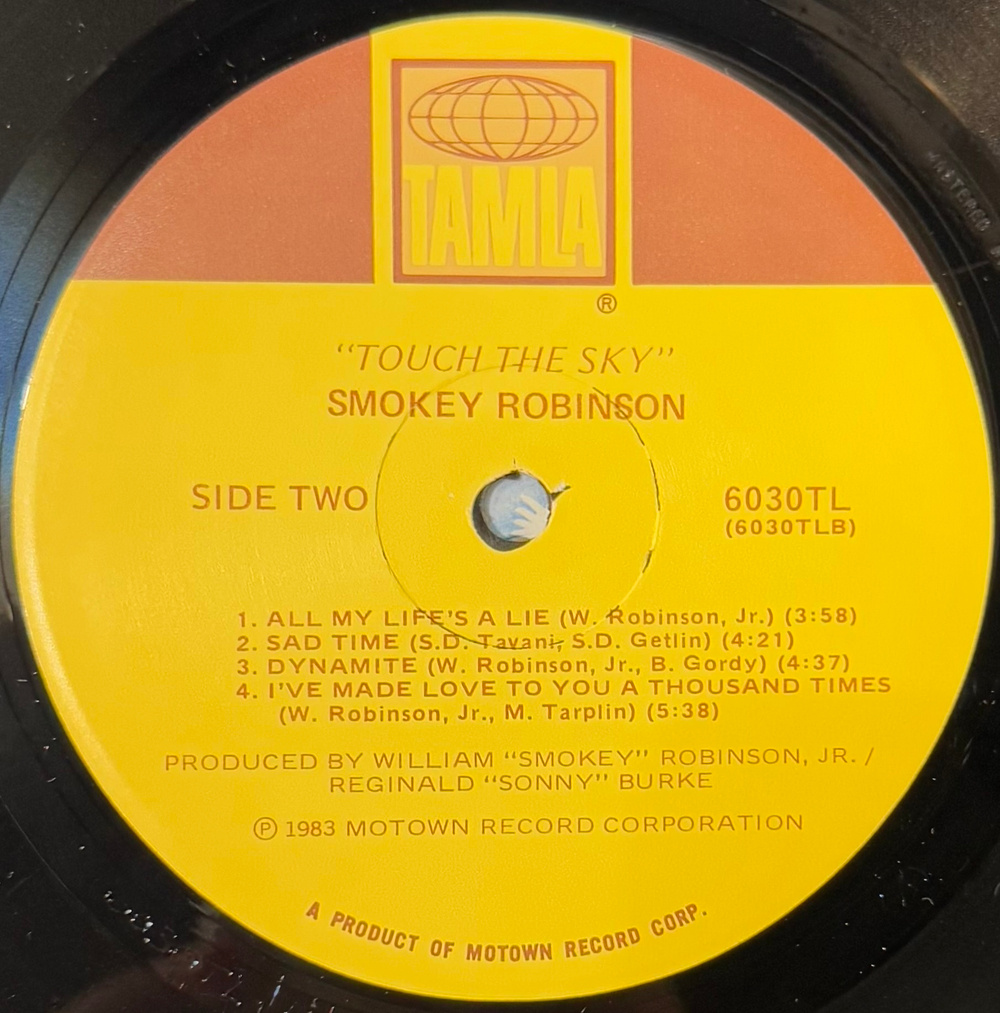 TAMLA
®
"TOUCH THE SKY"
SMOKEY ROBINSON
SIDE TWO
6030TL
(6030TLB)
1. ALL MY LIFE'S A LIE (W. Robinson, Jr.) (3:58)
2. SAD TIME (S.D. Tavani, S.D. Getlin) (4:21)
3. DYNAMITE (W. Robinson, Jr., B. Gordy) (4:37)
4. I'VE MADE LOVE TO YOU A THOUSAND TIMES
(W. Robinson, Jr., M. Tarplin) (5:38)
PRODUCED BY WILLIAM "SMOKEY" ROBINSON, JR. /
REGINALD "SONNY" BURKE
℗ 1983 MOTOWN RECORD CORPORATION
A PRODUCT OF MOTOWN RECORD CORP.